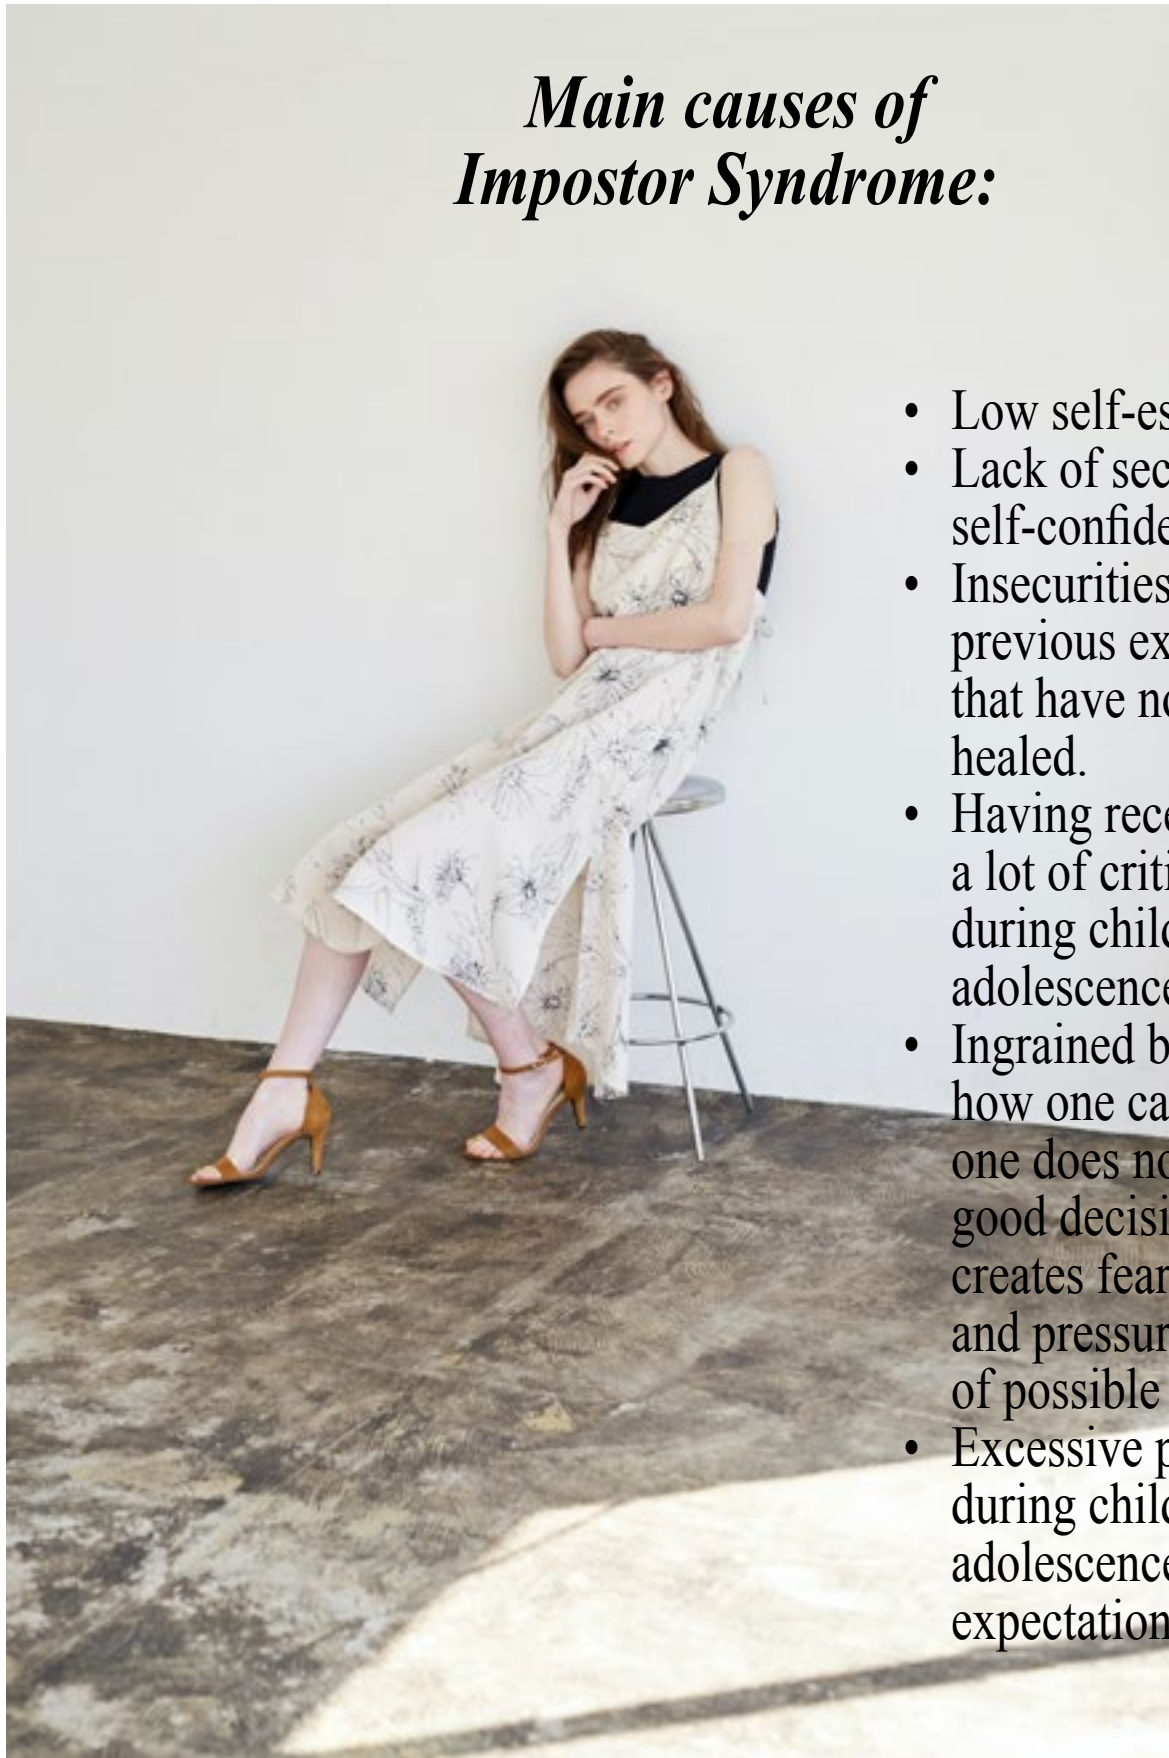 Main causes of
Impostor Syndrome:
• Low self-es
• Lack of sec
self-confide
• Insecurities
previous ex
that have no
healed.
• Having rece
a lot of criti
during child
adolescence
• Ingrained b
how one ca
one does no
good decisi
creates fear
and pressur
of possible
• Excessive p
during child
adolescence
expectation